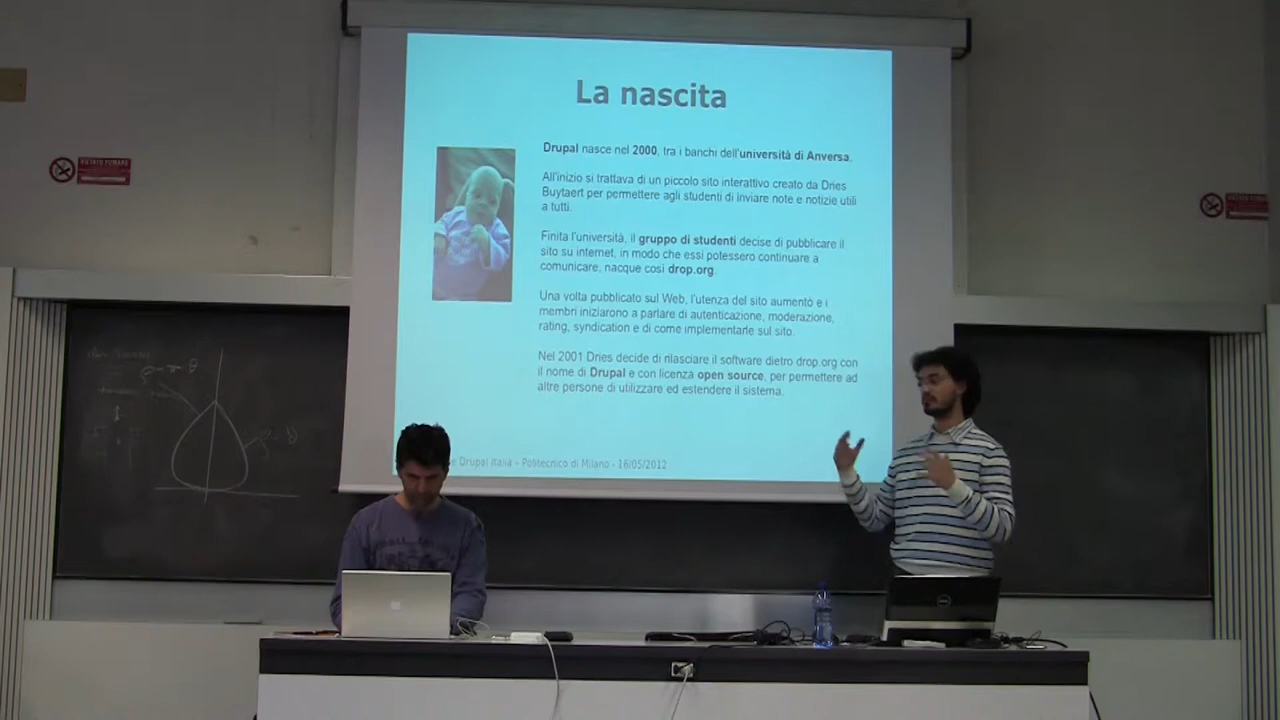 La nascita
Drupal nasce nel 2000, tra i banchi dell'università di Anversa.
All'inizio si trattava di un piccolo sito interattivo creato da Dries
Buytaert per permettere agli studenti di inviare note e notizie utili
a tutti.
Finita l'università, il gruppo di studenti decise di pubblicare il
sito su internet, in modo che essi potessero continuare a
comunicare, nacque così drop.org.
Una volta pubblicato sul Web, l'utenza del sito aumentò e i
membri iniziarono a parlare di autenticazione, moderazione,
rating, syndication e di come implementarle sul sito.
Nel 2001 Dries decide di rilasciare il software dietro drop.org con
il nome di Drupal e con licenza open source, per permettere ad
altre persone di utilizzare ed estendere il sistema.
Drupal Italia - Politecnico di Milano - 16/05/2012
VIETATO FUMARE
DELL